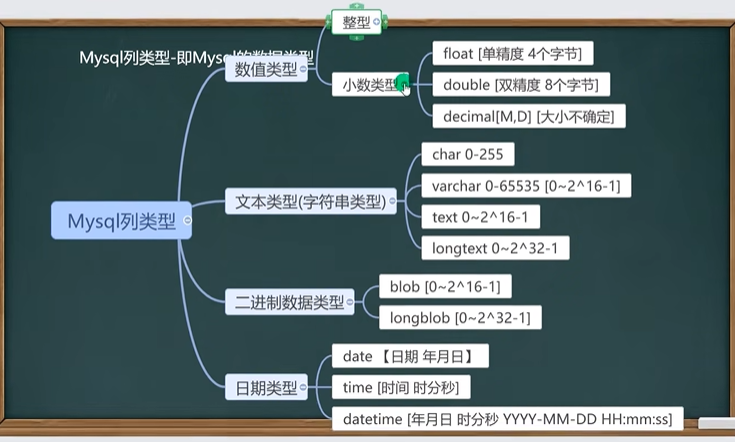 整型
Mysql列类型-即Mysql的数据类型
数值类型
小数类型
float [单精度 4个字节]
double [双精度 8个字节]
decimal[M,D] [大小不确定]
Mysql列类型
文本类型(字符串类型)
char 0-255
varchar 0-65535 [0~2^16-1]
text 0~2^16-1
longtext 0~2^32-1
二进制数据类型
blob [0~2^16-1]
longblob [0~2^32-1]
日期类型
date 【日期 年月日】
time [时间 时分秒]
datetime [年月日 时分秒 YYYY-MM-DD HH:mm:ss]